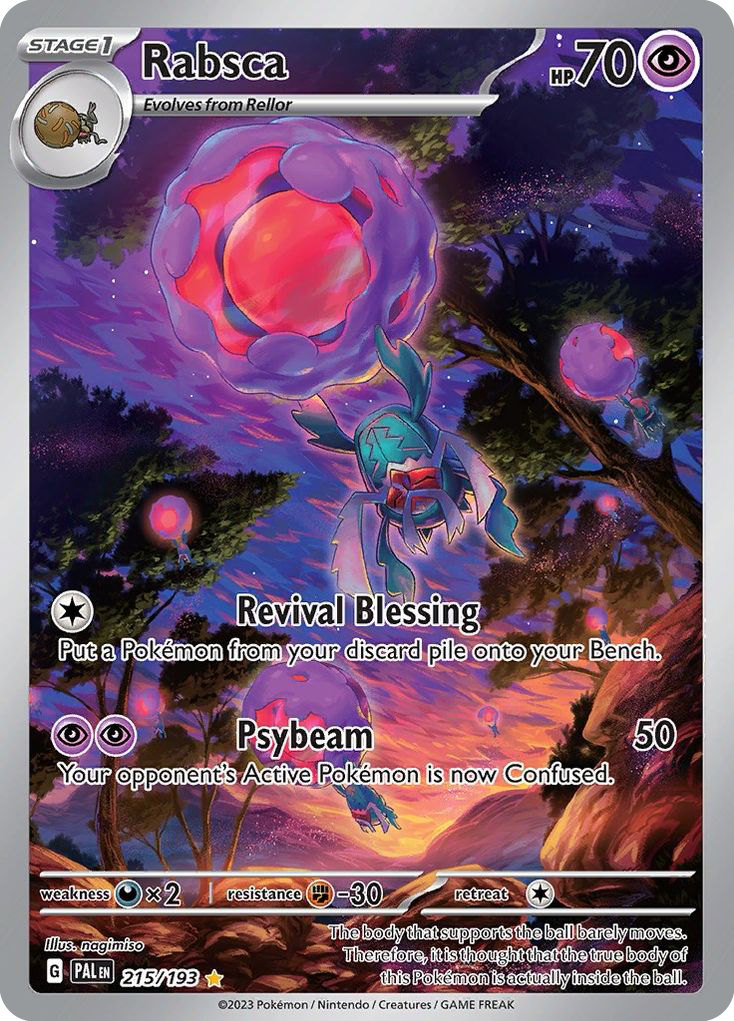 STAGE1
Rabsca
HP70
Evolves from Rellor
Revival Blessing
Put a Pokémon from your discard pile onto your Bench.
Psybeam 50
Your opponent's Active Pokémon is now Confused.
weakness ×2 resistance -30 retreat
Illus. nagimiso
The body that supports the ball barely moves.
Therefore, it is thought that the true body of
this Pokémon is actually inside the ball.
G PAL EN 215/193
©2023 Pokémon / Nintendo / Creatures / GAME FREAK